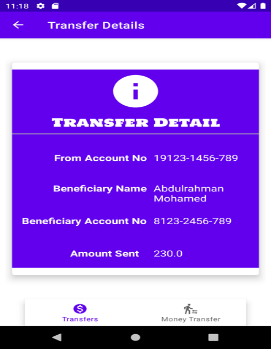 11:18
Transfer Details
i
Transfer Detail
From Account No 19123-1456-789
Beneficiary Name Abdulrahman
Mohamed
Beneficiary Account No 8123-2456-789
Amount Sent 230.0
$
Transfers Money Transfer